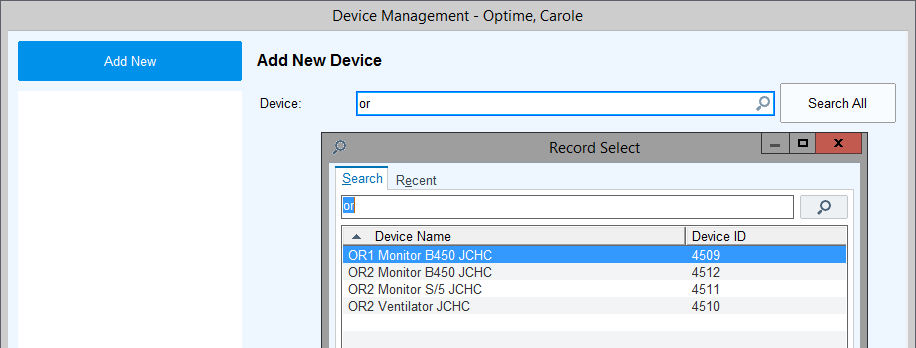 Device Management - Optime, Carole
Add New
Add New Device
Device:
or
Search All
Record Select
Search
Recent
or
Device Name Device ID
OR1 Monitor B450 JCHC 4509
OR2 Monitor B450 JCHC 4512
OR2 Monitor S/5 JCHC 4511
OR2 Ventilator JCHC 4510